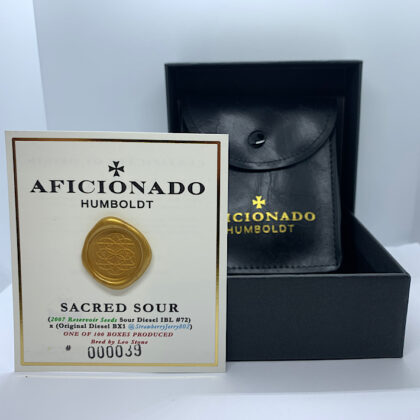 AFICIONADO
HUMBOLDT
SACRED SOUR
(2007 Reservoir Seeds Sour Diesel IBL #72)
x (Original Diesel BX1 @StrawberryJerry802)
ONE OF 100 BOXES PRODUCED
Bred by Leo Stone
# 000039
AFICIONADO
HUMBOLDT